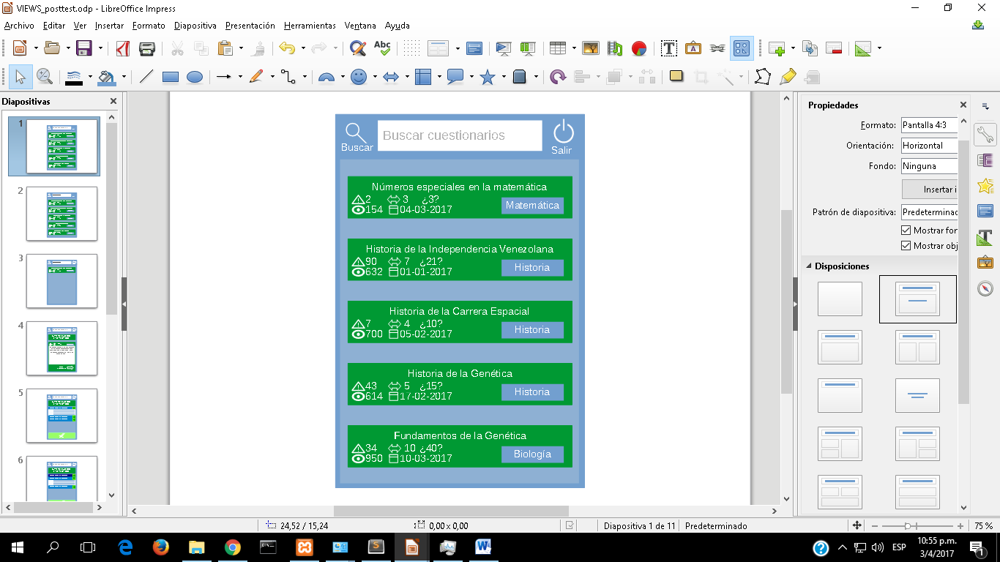 VIEWS_posttest.odp - LibreOffice Impress
Archivo Editar Ver Insertar Formato Diapositiva Presentación Herramientas Ventana Ayuda
Abc
T
A
Diapositivas
1
2
3
4
5
6
Buscar
Buscar cuestionarios
Salir
Números especiales en la matemática
2 3 ¿3?
154 04-03-2017
Matemática
Historia de la Independencia Venezolana
90 7 ¿21?
632 01-01-2017
Historia
Historia de la Carrera Espacial
7 4 ¿10?
700 05-02-2017
Historia
Historia de la Genética
43 5 ¿15?
614 17-02-2017
Historia
Fundamentos de la Genética
34 10 ¿40?
950 10-03-2017
Biología
Propiedades
Formato: Pantalla 4:3
Orientación: Horizontal
Fondo: Ninguna
Insertar i
Patrón de diapositiva: Predeterminac
Mostrar for
Mostrar obj
Disposiciones
24,52 / 15,24
0,00 x 0,00
Diapositiva 1 de 11
Predeterminado
75 %
ESP
10:55 p.m.
3/4/2017
1